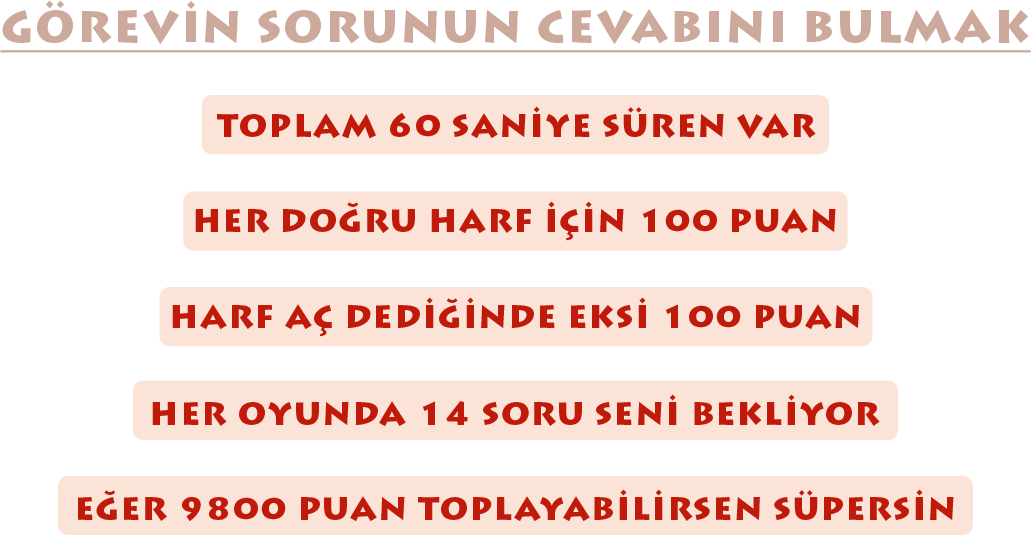 GÖREVİN SORUNUN CEVABINI BULMAK
TOPLAM 60 SANİYE SÜREN VAR
HER DOĞRU HARF İÇİN 100 PUAN
HARF AÇ DEDİĞİNDE EKSİ 100 PUAN
HER OYUNDA 14 SORU SENİ BEKLİYOR
EĞER 9800 PUAN TOPLAYABİLİRSEN SÜPERSİN